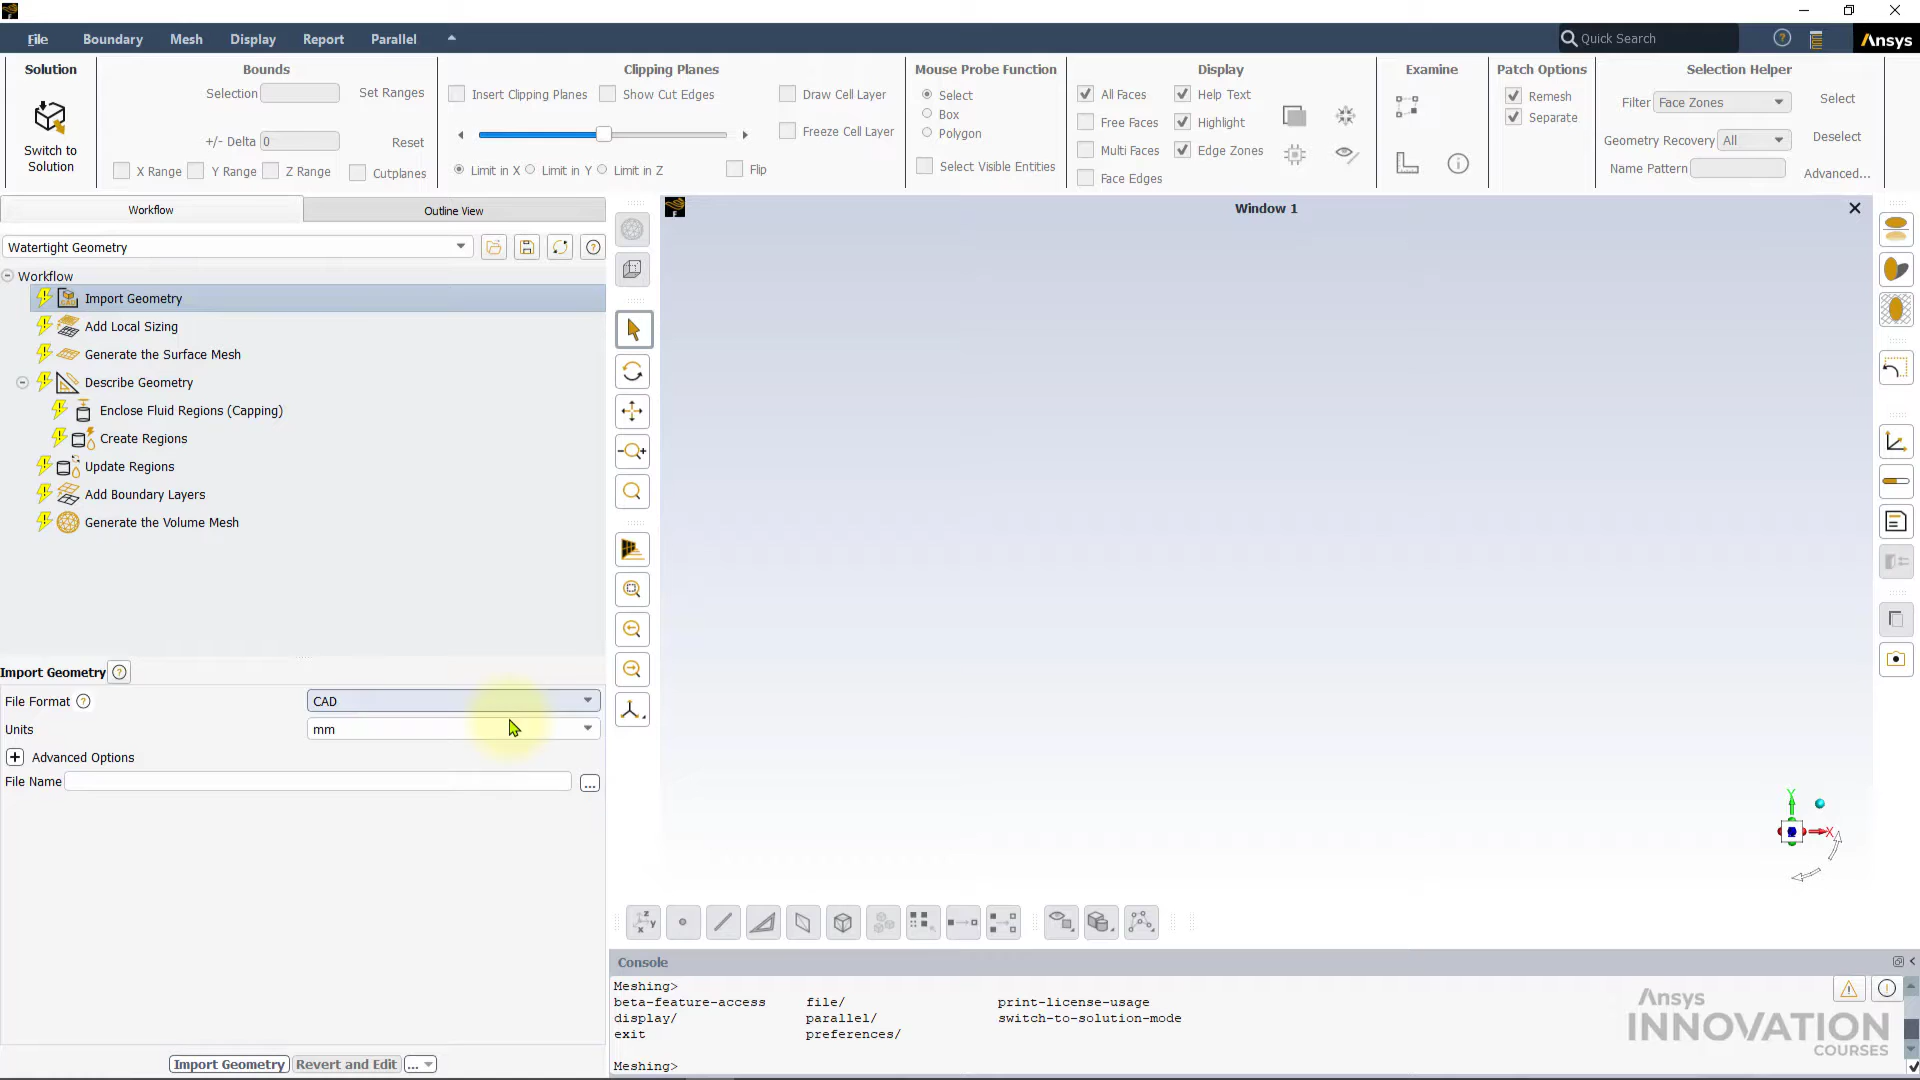 File Boundary Mesh Display Report Parallel Quick Search Ansys
Solution Bounds Clipping Planes Mouse Probe Function Display Examine Patch Options Selection Helper
Selection Set Ranges Insert Clipping Planes Show Cut Edges Draw Cell Layer Select All Faces Help Text Remesh Filter Face Zones Select
Box Free Faces Highlight Separate
+/- Delta 0 Reset Freeze Cell Layer Polygon Geometry Recovery All Deselect
Switch to Solution
X Range Y Range Z Range Cutplanes Limit in X Limit in Y Limit in Z Flip Select Visible Entities Multi Faces Edge Zones Name Pattern Advanced...
Face Edges
Workflow Outline View
Window 1
Watertight Geometry
Workflow
Import Geometry
Add Local Sizing
Generate the Surface Mesh
Describe Geometry
Enclose Fluid Regions (Capping)
Create Regions
Update Regions
Add Boundary Layers
Generate the Volume Mesh
Import Geometry
File Format CAD
Units mm
Advanced Options
File Name ...
Import Geometry Revert and Edit ...
Y
X
Console
Meshing>
beta-feature-access file/ print-license-usage
display/ parallel/ switch-to-solution-mode
exit preferences/
Meshing>
Ansys
INNOVATION
COURSES